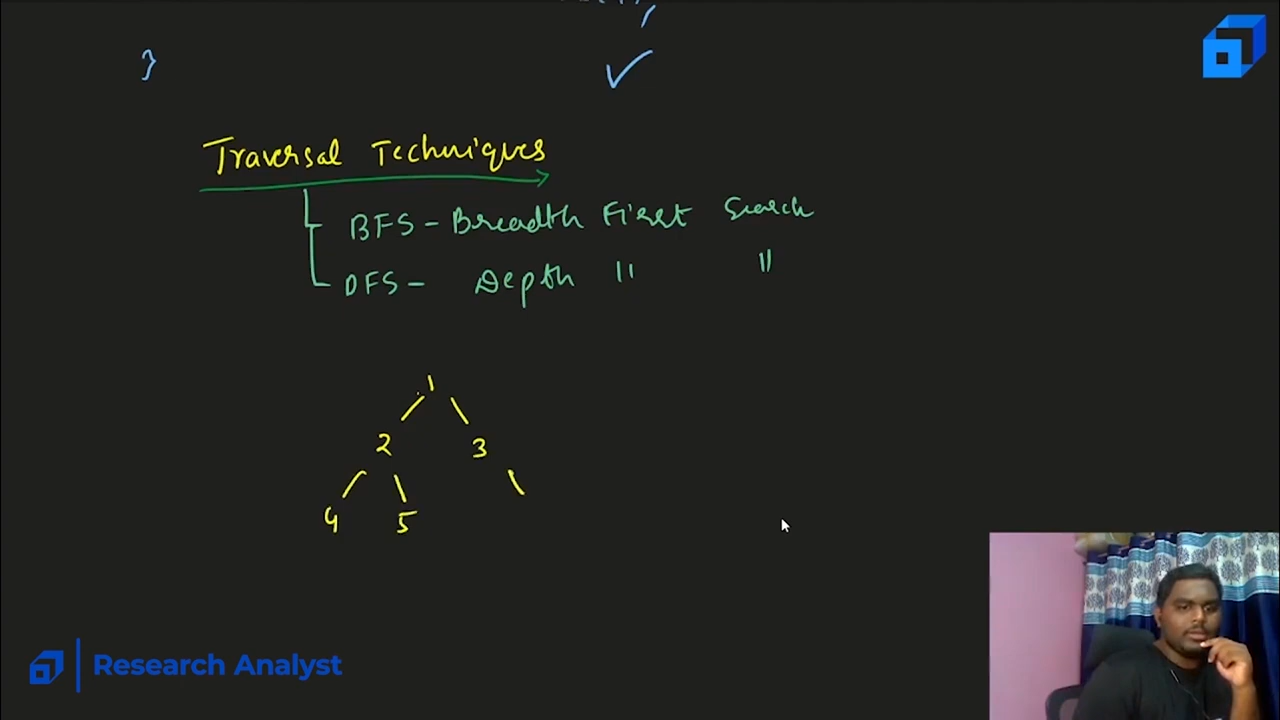 }
Traversal Techniques
BFS - Breadth First Search
DFS - Depth " "
1
2 3
4 5
Research Analyst